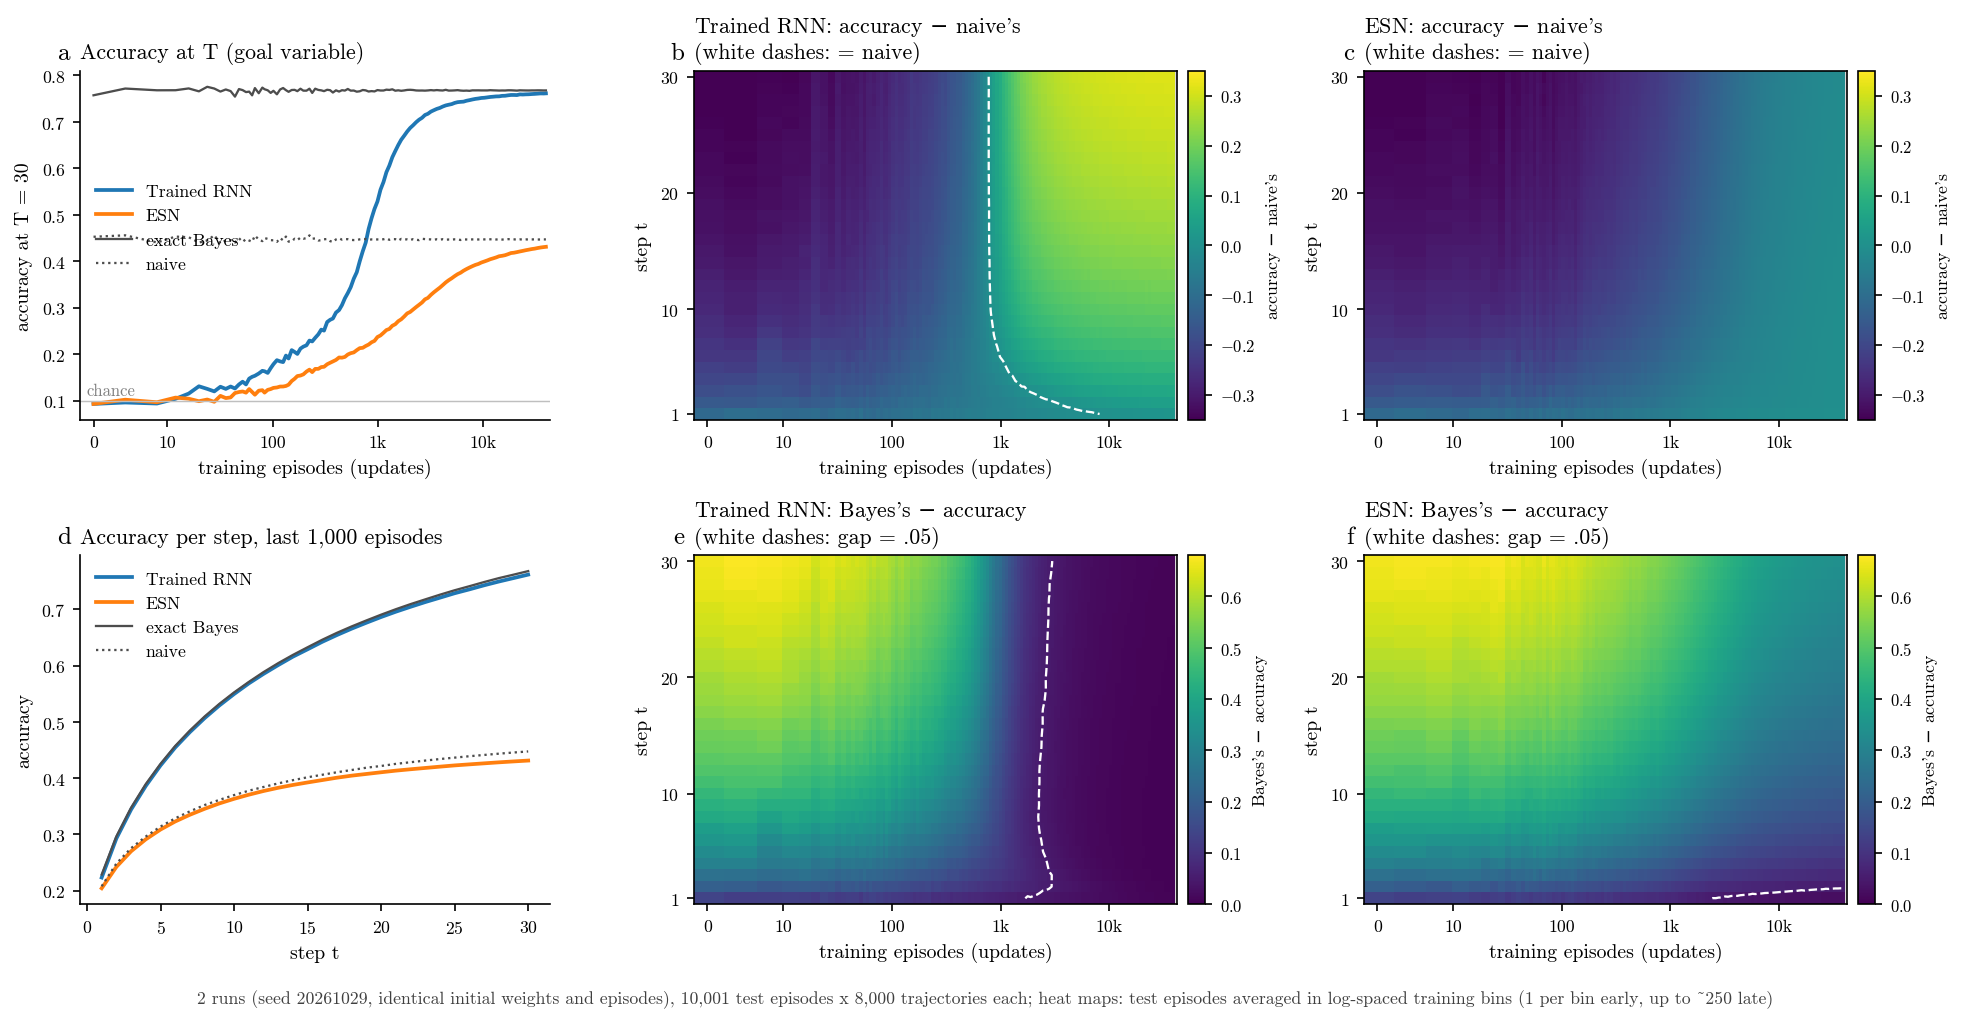 a Accuracy at T (goal variable)
0.8
0.7
0.6
0.5
0.4
0.3
0.2
0.1
accuracy at T = 30
Trained RNN
ESN
exact Bayes
naive
chance
0 10 100 1k 10k
training episodes (updates)
b Trained RNN: accuracy − naive's
(white dashes: = naive)
30
20
10
1
step t
0 10 100 1k 10k
training episodes (updates)
0.3
0.2
0.1
0.0
−0.1
−0.2
−0.3
accuracy − naive's
c ESN: accuracy − naive's
(white dashes: = naive)
30
20
10
1
step t
0 10 100 1k 10k
training episodes (updates)
0.3
0.2
0.1
0.0
−0.1
−0.2
−0.3
accuracy − naive's
d Accuracy per step, last 1,000 episodes
0.7
0.6
0.5
0.4
0.3
0.2
accuracy
Trained RNN
ESN
exact Bayes
naive
0 5 10 15 20 25 30
step t
e Trained RNN: Bayes's − accuracy
(white dashes: gap = .05)
30
20
10
1
step t
0 10 100 1k 10k
training episodes (updates)
0.6
0.5
0.4
0.3
0.2
0.1
0.0
Bayes's − accuracy
f ESN: Bayes's − accuracy
(white dashes: gap = .05)
30
20
10
1
step t
0 10 100 1k 10k
training episodes (updates)
0.6
0.5
0.4
0.3
0.2
0.1
0.0
Bayes's − accuracy
2 runs (seed 20261029, identical initial weights and episodes), 10,001 test episodes x 8,000 trajectories each; heat maps: test episodes averaged in log-spaced training bins (1 per bin early, up to ~250 late)